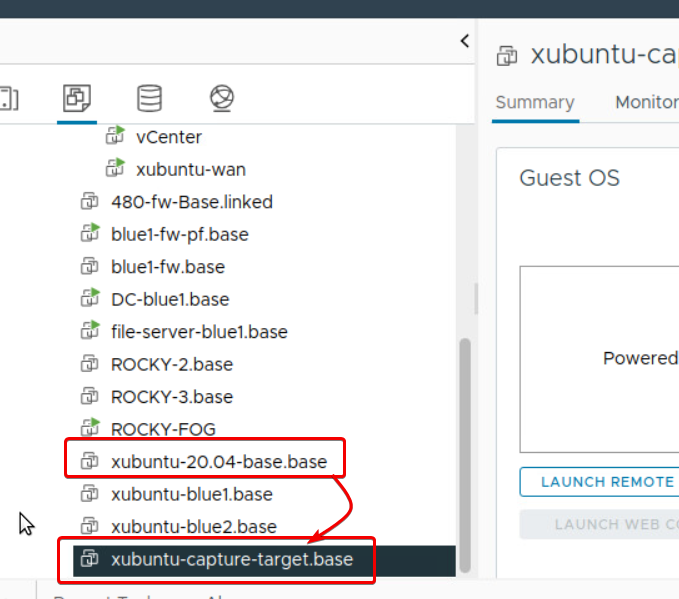 xubuntu-ca
Summary Monitor
vCenter
xubuntu-wan
480-fw-Base.linked
blue1-fw-pf.base
blue1-fw.base
DC-blue1.base
file-server-blue1.base
ROCKY-2.base
ROCKY-3.base
ROCKY-FOG
xubuntu-20.04-base.base
xubuntu-blue1.base
xubuntu-blue2.base
xubuntu-capture-target.base
Guest OS
Powered
LAUNCH REMOTE
LAUNCH WEB CO